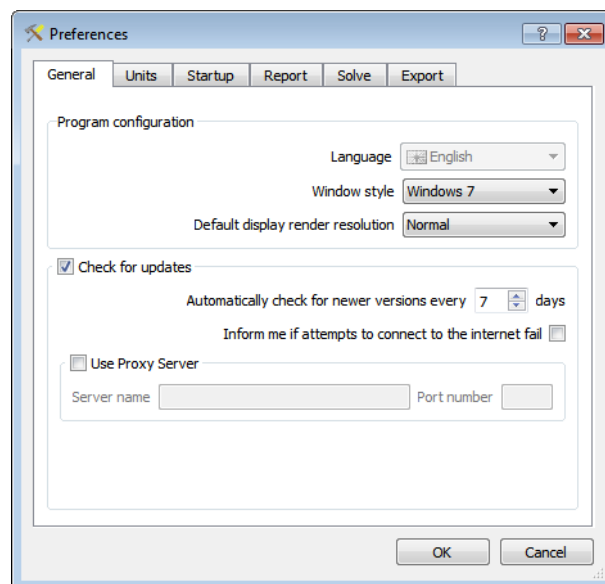 Preferences
General Units Startup Report Solve Export
Program configuration
Language English
Window style Windows 7
Default display render resolution Normal
Check for updates
Automatically check for newer versions every 7 days
Inform me if attempts to connect to the internet fail
Use Proxy Server
Server name Port number
OK Cancel